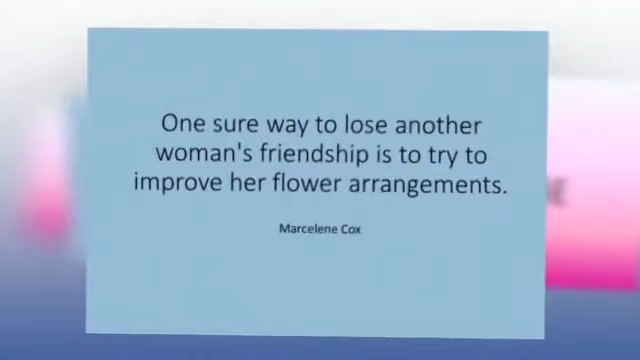 One sure way to lose another
woman's friendship is to try to
improve her flower arrangements.
Marcelene Cox